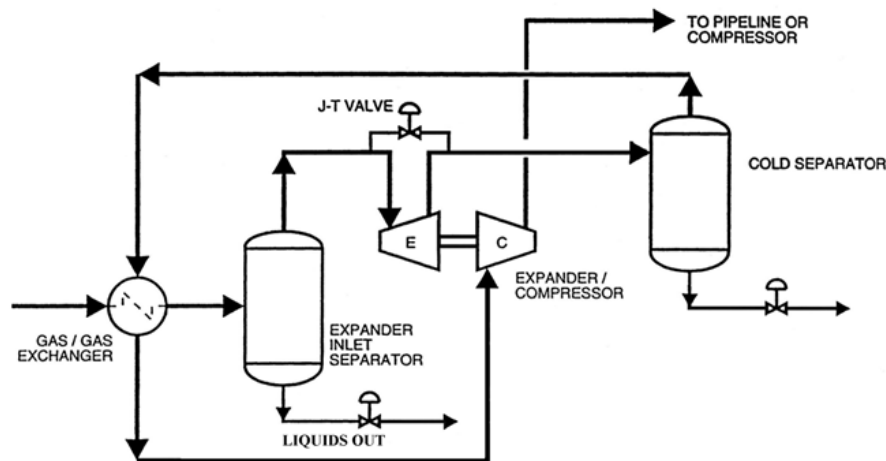 TO PIPELINE OR
COMPRESSOR
J-T VALVE
COLD SEPARATOR
E
C
EXPANDER /
COMPRESSOR
GAS / GAS
EXCHANGER
EXPANDER
INLET
SEPARATOR
LIQUIDS OUT